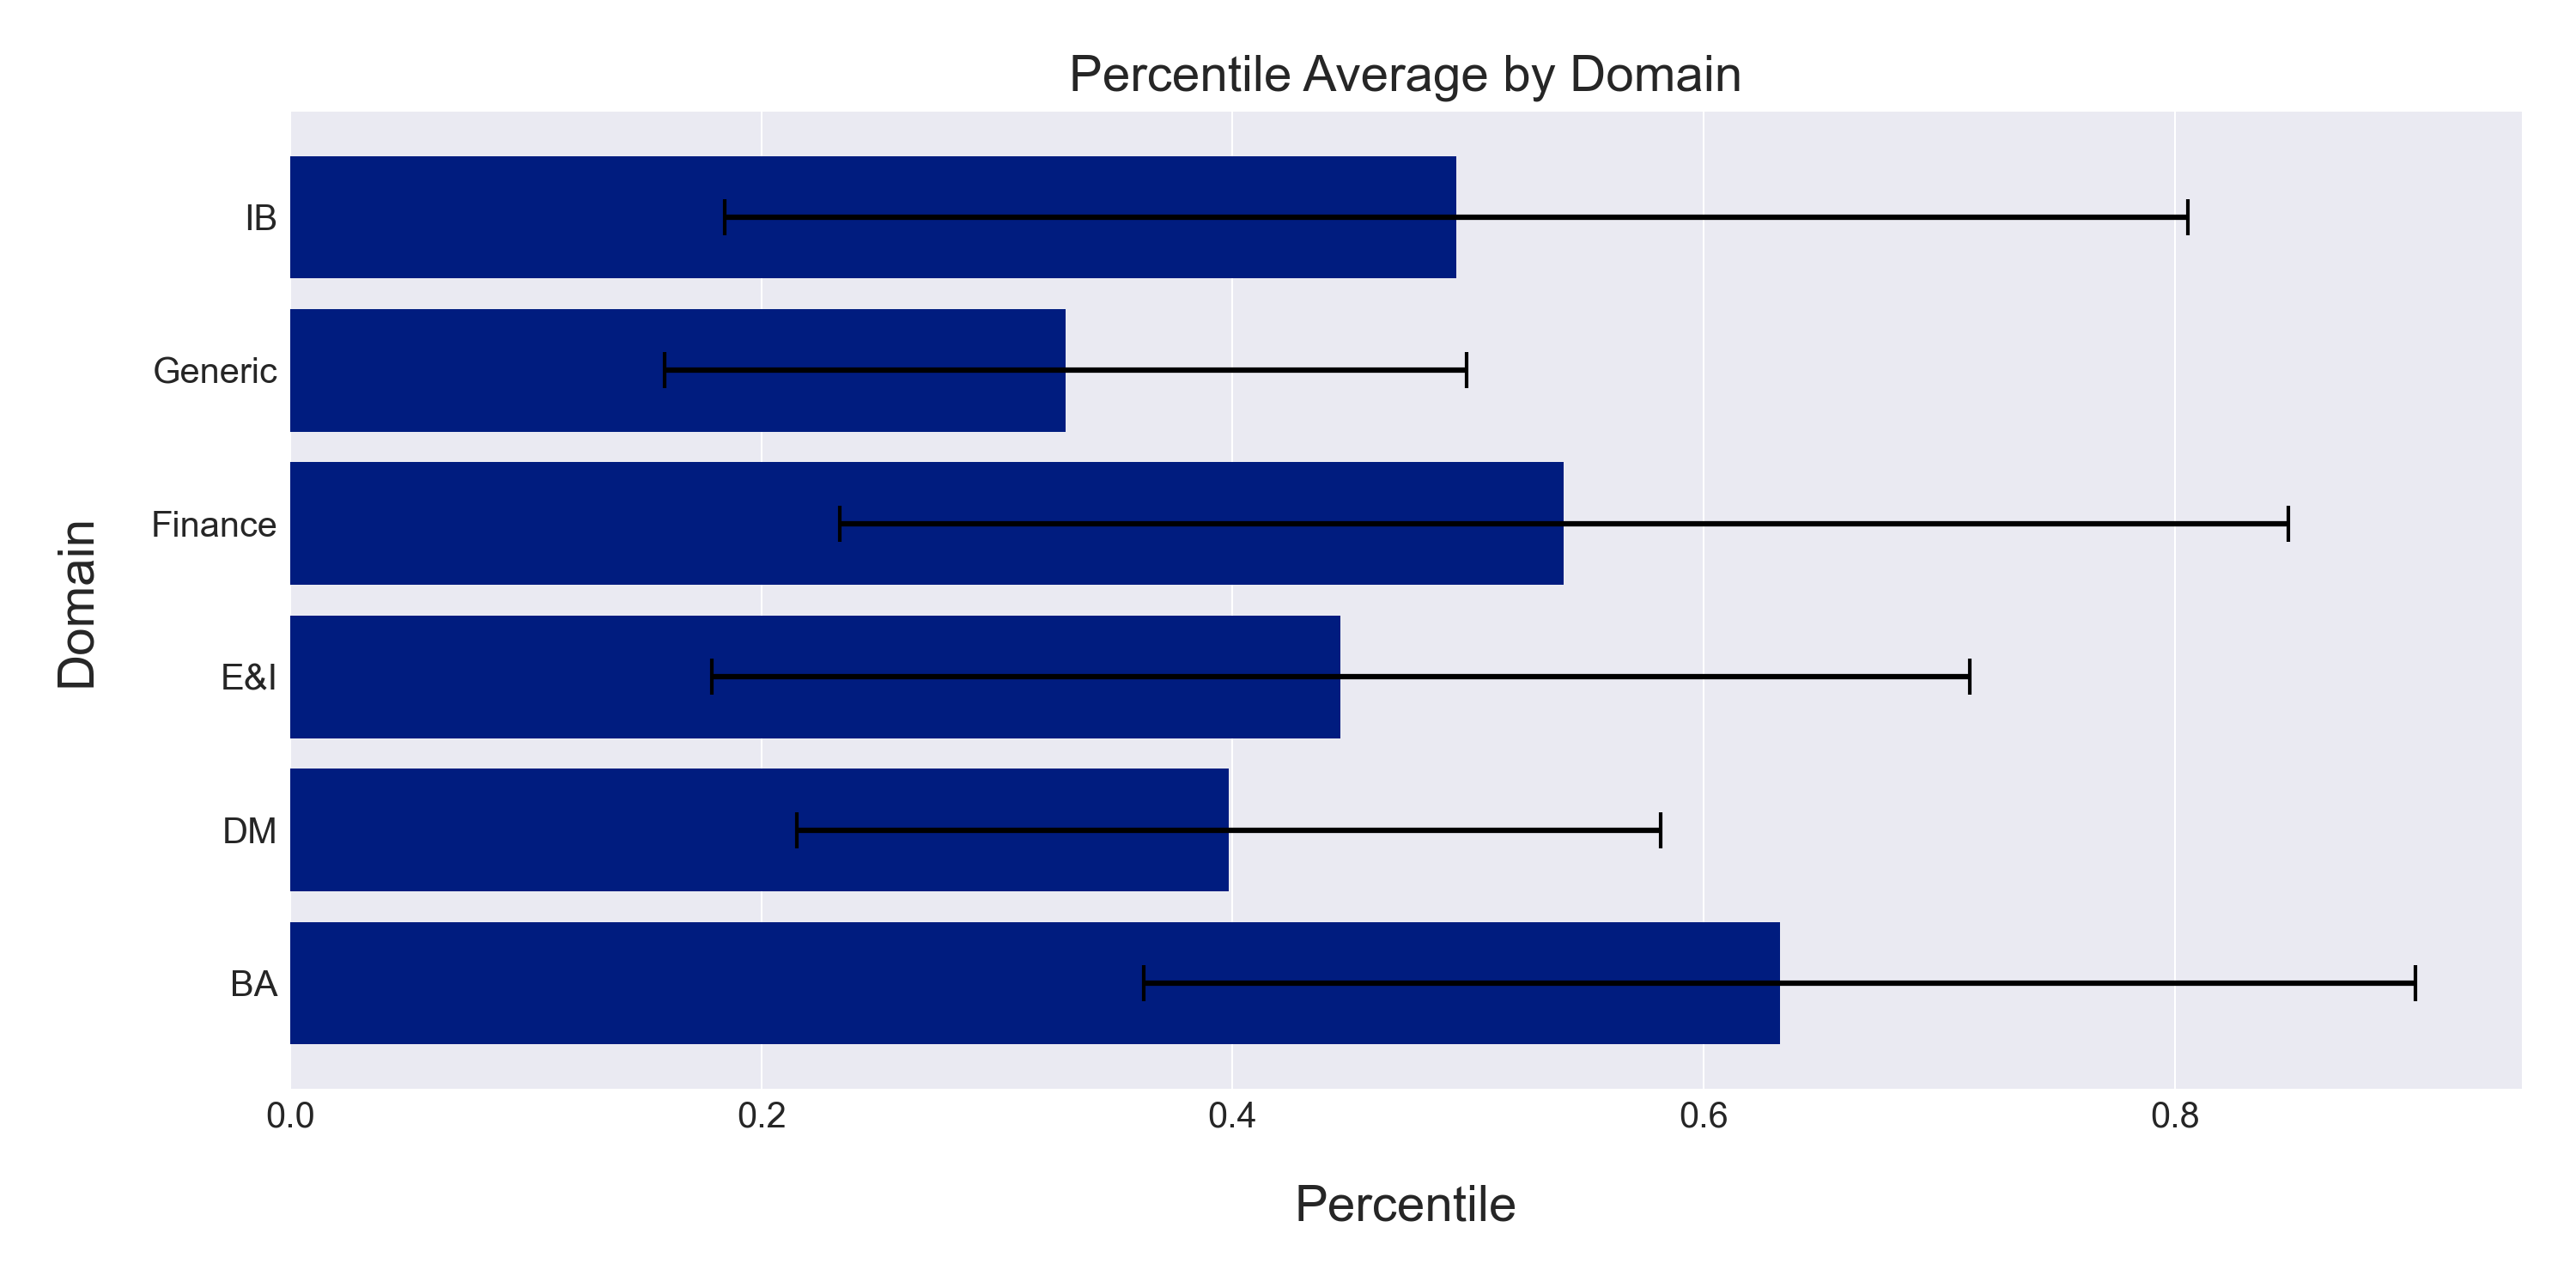 Percentile Average by Domain
IB
Generic
Finance
E&I
DM
BA
Domain
0.0 0.2 0.4 0.6 0.8
Percentile